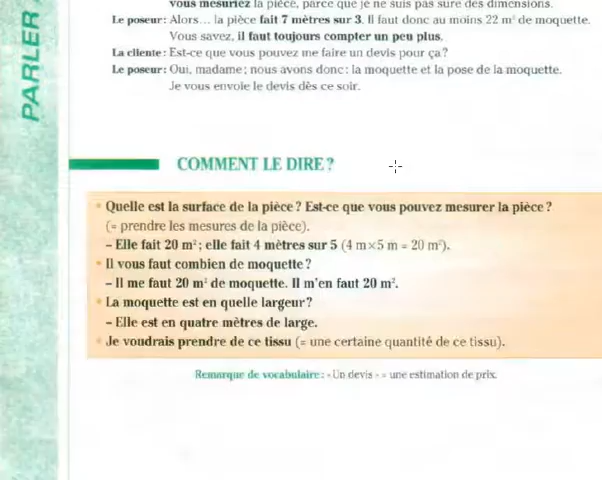 PARLER
vous mesuriez la pièce, parce que je ne suis pas sûre des dimensions.
Le poseur : Alors… la pièce fait 7 mètres sur 3. Il faut donc au moins 22 m² de moquette.
Vous savez, il faut toujours compter un peu plus.
La cliente : Est-ce que vous pouvez me faire un devis pour ça ?
Le poseur : Oui, madame ; nous avons donc : la moquette et la pose de la moquette.
Je vous envoie le devis dès ce soir.
COMMENT LE DIRE ?
• Quelle est la surface de la pièce ? Est-ce que vous pouvez mesurer la pièce ?
(= prendre les mesures de la pièce).
– Elle fait 20 m² ; elle fait 4 mètres sur 5 (4 m × 5 m = 20 m²).
• Il vous faut combien de moquette ?
– Il me faut 20 m² de moquette. Il m'en faut 20 m².
• La moquette est en quelle largeur ?
– Elle est en quatre mètres de large.
• Je voudrais prendre de ce tissu (= une certaine quantité de ce tissu).
Remarque de vocabulaire : « Un devis » = une estimation de prix.